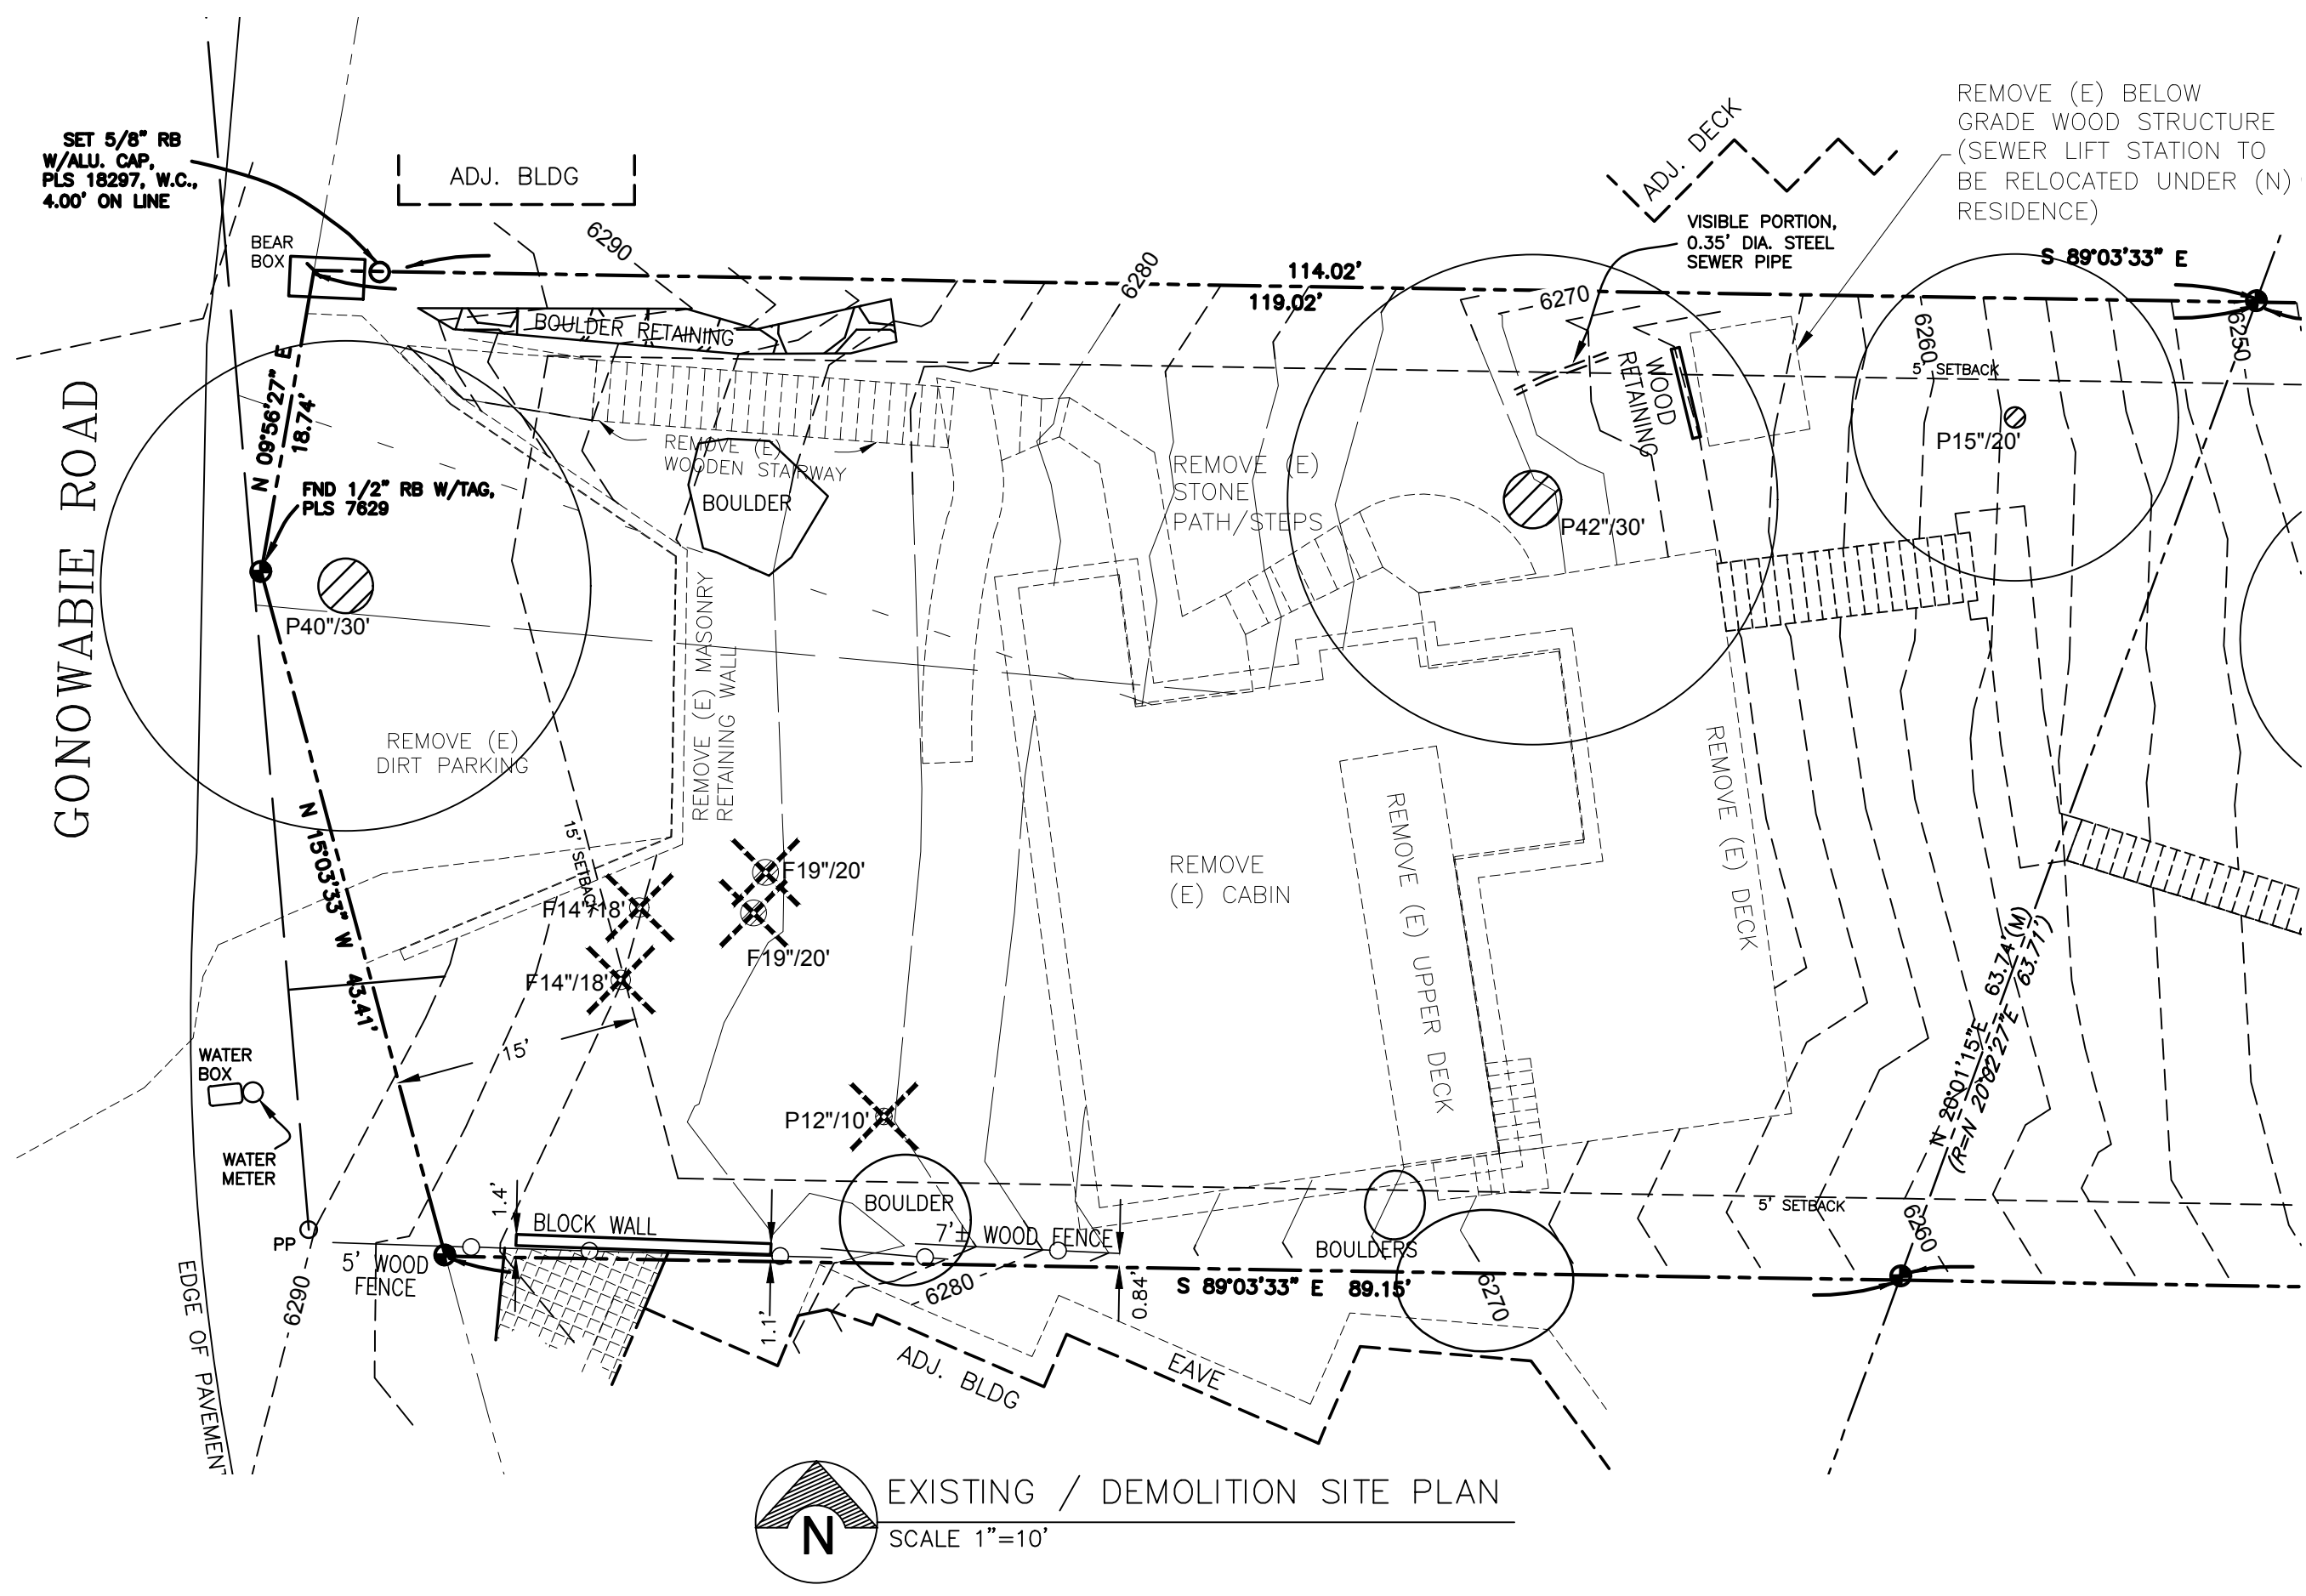 REMOVE (E) BELOW
GRADE WOOD STRUCTURE
(SEWER LIFT STATION TO
BE RELOCATED UNDER (N)
RESIDENCE)
SET 5/8" RB
W/ALU. CAP,
PLS 18297, W.C.,
4.00' ON LINE
ADJ. BLDG
ADJ. DECK
VISIBLE PORTION,
0.35' DIA. STEEL
SEWER PIPE
BEAR
BOX
6290
6280
114.02'
119.02'
6270
S 89°03'33" E
6260
6250
BOULDER RETAINING
WOOD
RETAINING
5' SETBACK
N 09°56'27" E
18.74'
REMOVE (E)
WOODEN STAIRWAY
BOULDER
REMOVE (E)
STONE
PATH/STEPS
P15"/20'
P42"/30'
FND 1/2" RB W/TAG,
PLS 7629
GONOWABIE ROAD
P40"/30'
REMOVE (E) MASONRY
RETAINING WALL
REMOVE (E)
DIRT PARKING
N 15°03'33" W
43.41'
15' SETBACK
F19"/20'
F14"/18'
F19"/20'
F14"/18'
15'
REMOVE
(E) CABIN
REMOVE (E) UPPER DECK
REMOVE (E) DECK
N 20°01'15"E 63.74'(M)
(R=N 20°02'27"E 63.71')
WATER
BOX
WATER
METER
P12"/10'
BOULDER
1.4'
BLOCK WALL
7'± WOOD FENCE
5' SETBACK
BOULDERS
PP
5' WOOD
FENCE
6290
6280
1.1'
0.84'
S 89°03'33" E 89.15'
6270
6260
EDGE OF PAVEMENT
ADJ. BLDG
EAVE
N
EXISTING / DEMOLITION SITE PLAN
SCALE 1"=10'